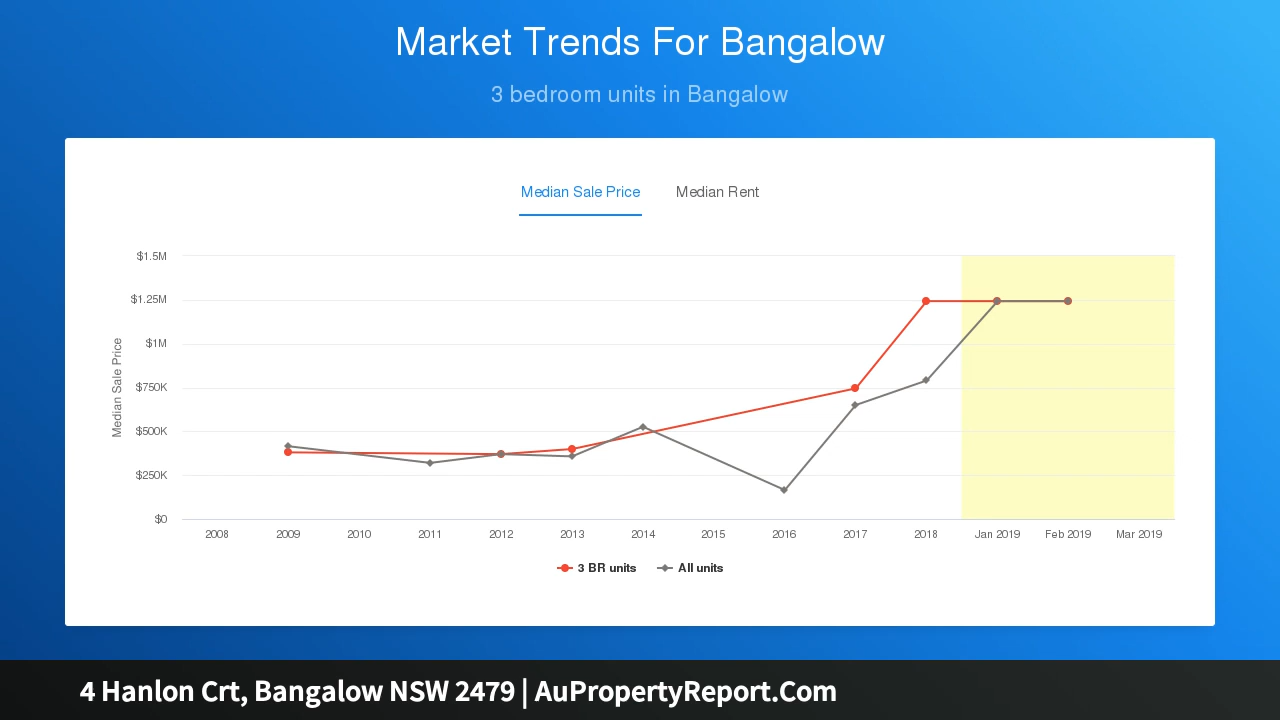 Market Trends For Bangalow
3 bedroom units in Bangalow
Median Sale Price Median Rent
$1.5M
$1.25M
$1M
$750K
$500K
$250K
$0
Median Sale Price
2008 2009 2010 2011 2012 2013 2014 2015 2016 2017 2018 Jan 2019 Feb 2019 Mar 2019
3 BR units All units
4 Hanlon Crt, Bangalow NSW 2479 | AuPropertyReport.Com